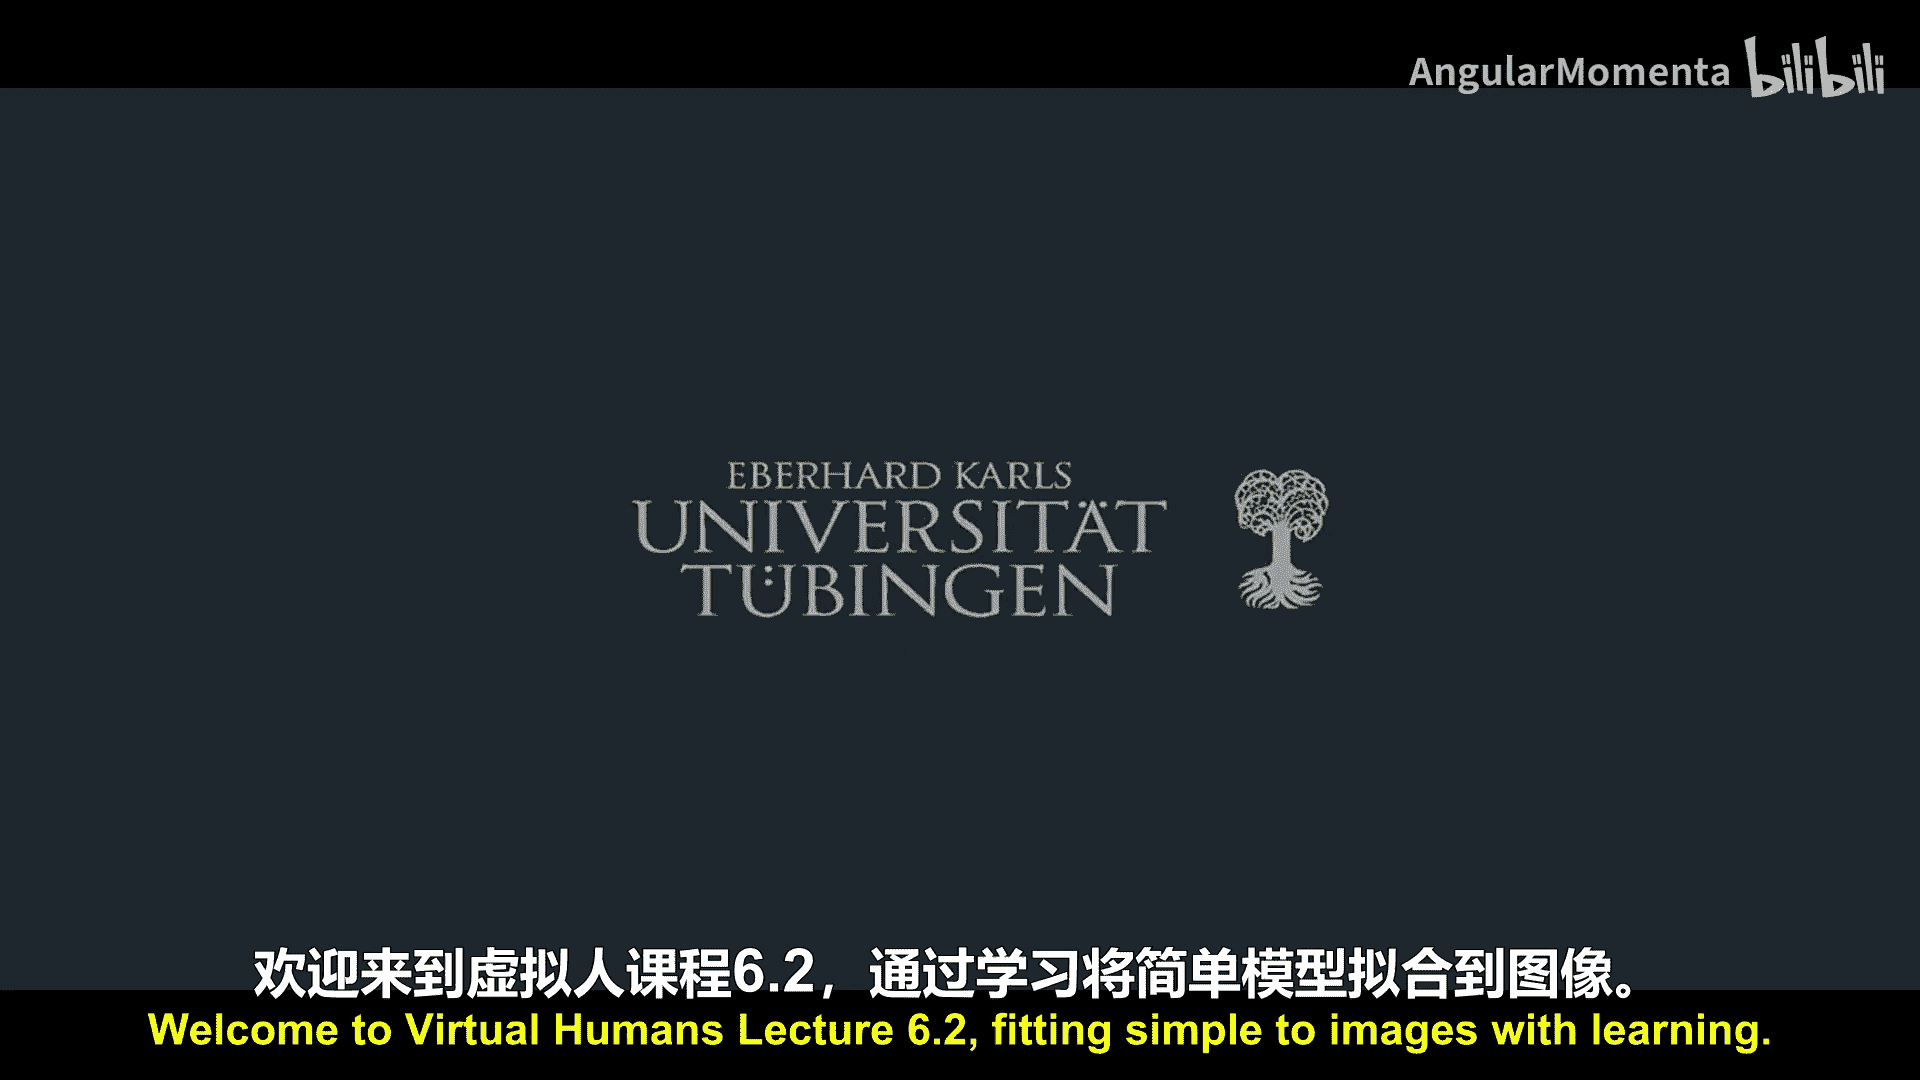 AngularMomenta bilibili
EBERHARD KARLS
UNIVERSITÄT
TÜBINGEN
欢迎来到虚拟人课程6.2，通过学习将简单模型拟合到图像。
Welcome to Virtual Humans Lecture 6.2, fitting simple to images with learning.